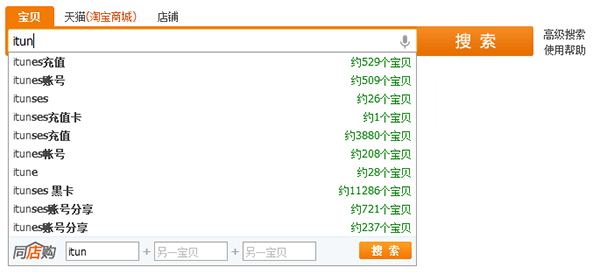 宝贝 天猫(淘宝商城) 店铺
itun 搜 索 高级搜索
使用帮助
itunes充值 约529个宝贝
itunes账号 约509个宝贝
itunses 约26个宝贝
itunses充值卡 约1个宝贝
itunses充值 约3880个宝贝
itunes帐号 约208个宝贝
itune 约28个宝贝
itunses 黑卡 约11286个宝贝
itunses账号分享 约721个宝贝
itunes账号分享 约237个宝贝
同店购 itun + 另一宝贝 + 另一宝贝 搜 索